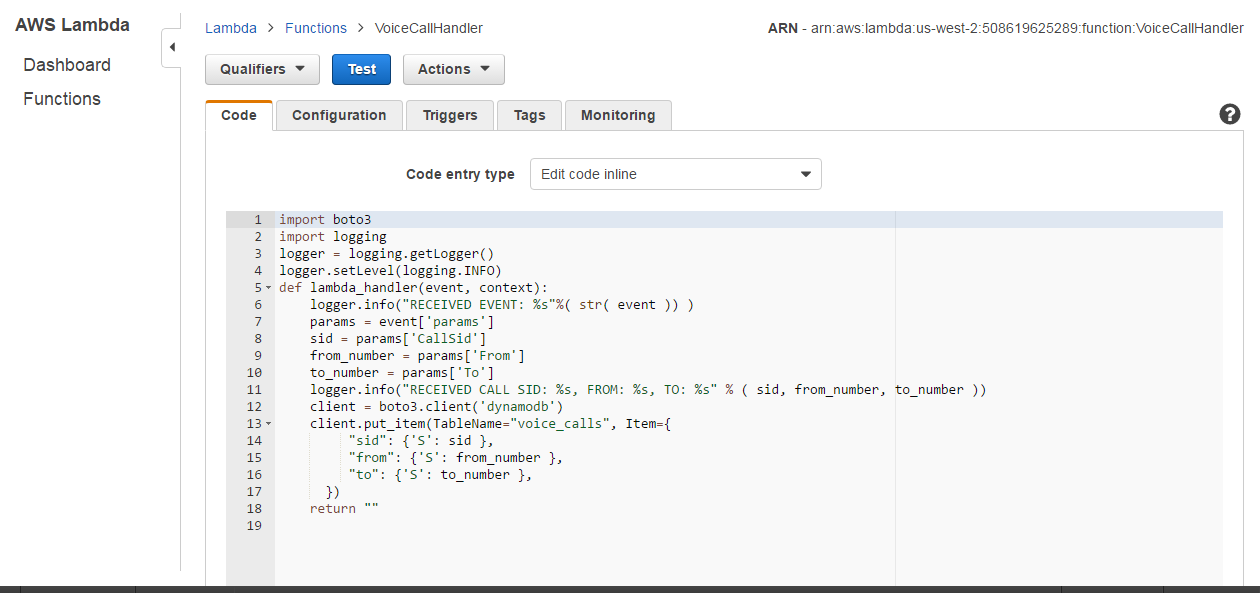 AWS Lambda
Dashboard
Functions
Lambda > Functions > VoiceCallHandler
ARN - arn:aws:lambda:us-west-2:508619625289:function:VoiceCallHandler
Qualifiers Test Actions
Code Configuration Triggers Tags Monitoring ?
Code entry type Edit code inline
1 import boto3
2 import logging
3 logger = logging.getLogger()
4 logger.setLevel(logging.INFO)
5 def lambda_handler(event, context):
6     logger.info("RECEIVED EVENT: %s"%( str( event )) )
7     params = event['params']
8     sid = params['CallSid']
9     from_number = params['From']
10     to_number = params['To']
11     logger.info("RECEIVED CALL SID: %s, FROM: %s, TO: %s" % ( sid, from_number, to_number ))
12     client = boto3.client('dynamodb')
13     client.put_item(TableName="voice_calls", Item={
14          "sid": {'S': sid },
15          "from": {'S': from_number },
16          "to": {'S': to_number },
17       })
18     return ""
19